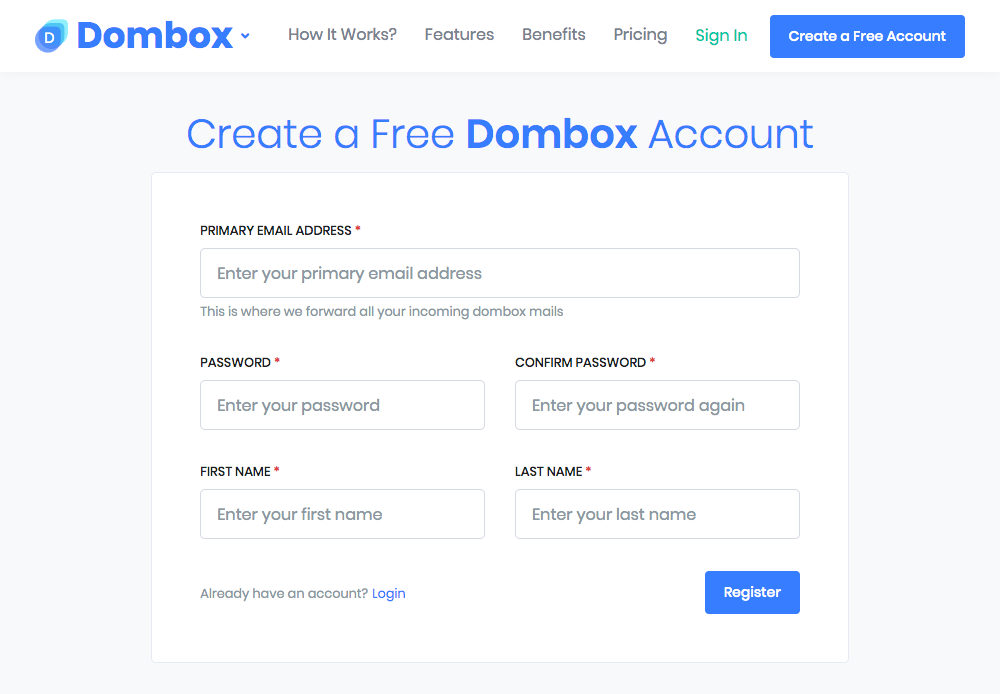 D Dombox How It Works? Features Benefits Pricing Sign In Create a Free Account
Create a Free Dombox Account
PRIMARY EMAIL ADDRESS *
Enter your primary email address
This is where we forward all your incoming dombox mails
PASSWORD * CONFIRM PASSWORD *
Enter your password Enter your password again
FIRST NAME * LAST NAME *
Enter your first name Enter your last name
Already have an account? Login Register